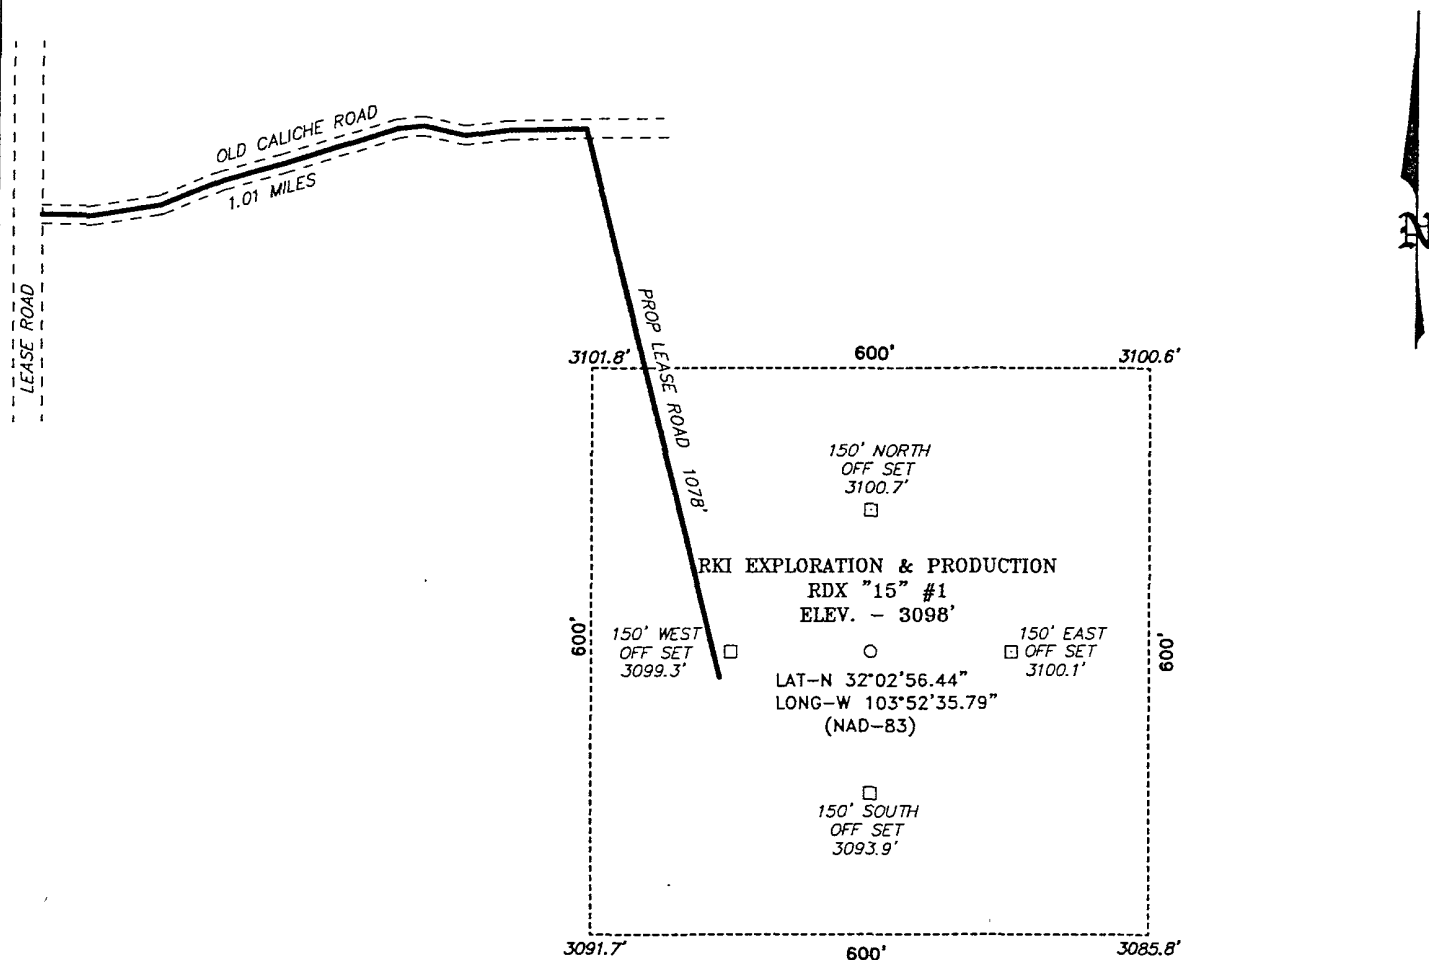 OLD CALICHE ROAD
1.01 MILES
LEASE ROAD
N
PROP LEASE ROAD 1078'
3101.8'
600'
3100.6'
150' NORTH
OFF SET
3100.7'
RKI EXPLORATION & PRODUCTION
RDX "15" #1
ELEV. - 3098'
600'
150' WEST
OFF SET
3099.3'
150' EAST
OFF SET
3100.1'
600'
LAT-N 32°02'56.44"
LONG-W 103°52'35.79"
(NAD-83)
150' SOUTH
OFF SET
3093.9'
3091.7'
600'
3085.8'